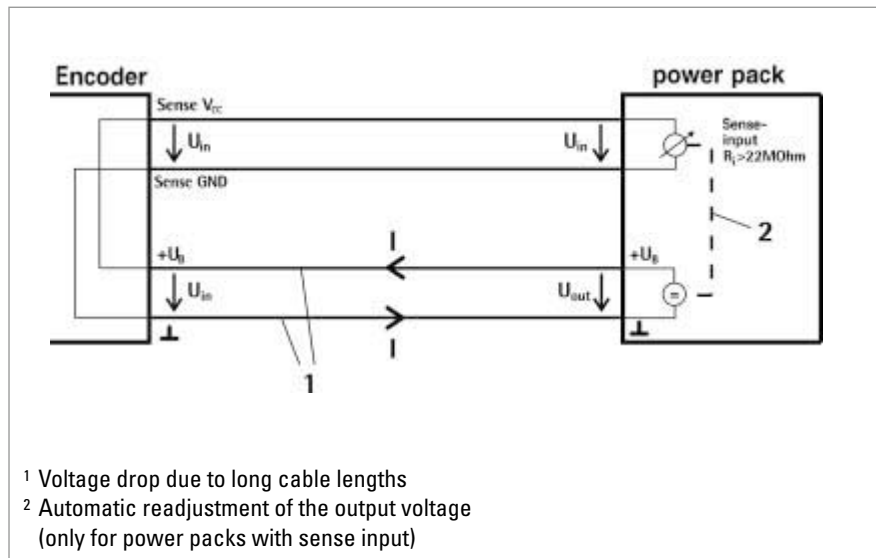 Encoder
power pack
Sense Vcc
Uin
Uin
Sense-
input
Ri>22MOhm
Sense GND
2
+UB
I
+UB
Uin
Uout
=
I
1
1 Voltage drop due to long cable lengths
2 Automatic readjustment of the output voltage
(only for power packs with sense input)